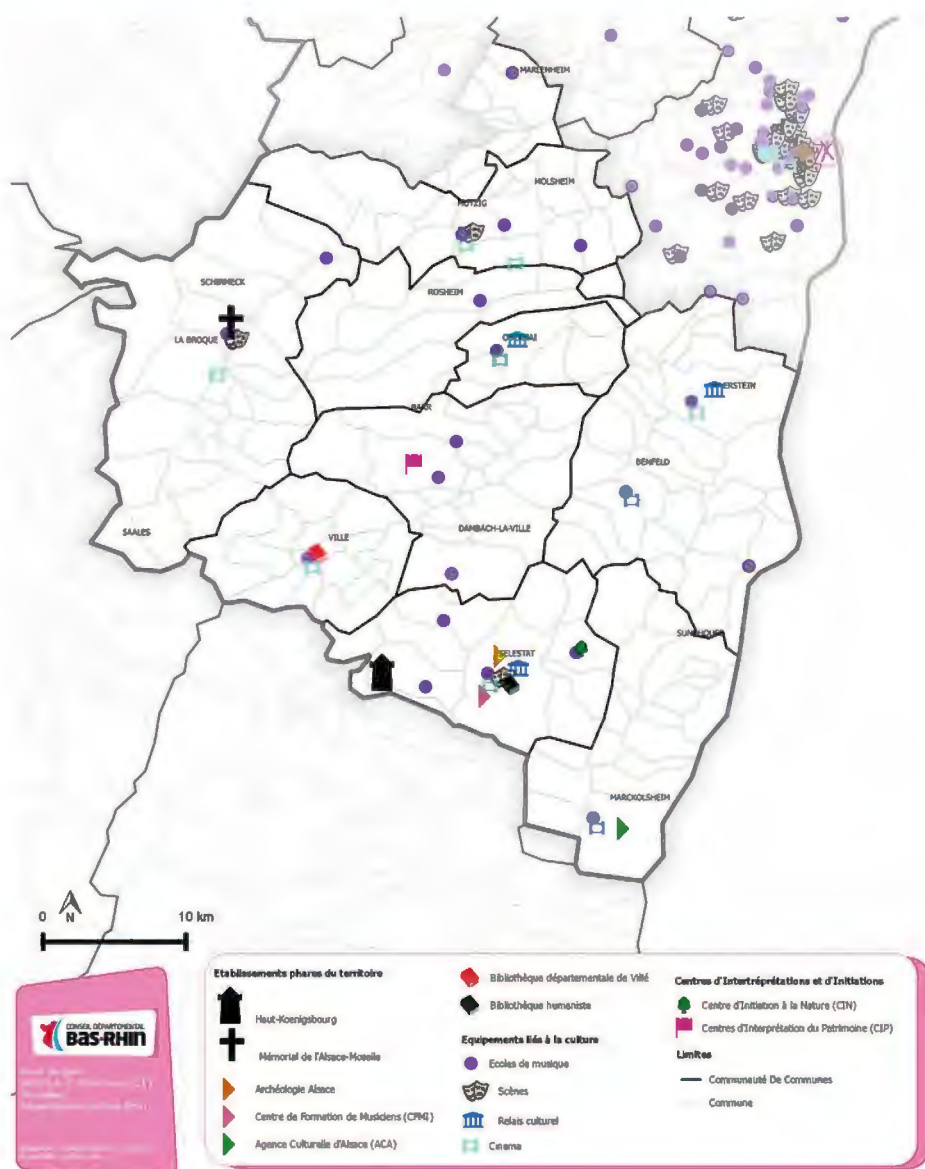 MARLENHEIM
MOLSHEIM
MUTZIG
SCHIRMECK
ROSHEIM
LA BROQUE
ERSTEIN
BARR
BENFELD
SAALES
VILLE
DAMBACH-LA-VILLE
SELESTAT
MARCKOLSHEIM
0 N 10 km
CONSEIL DÉPARTEMENTAL
BAS-RHIN
Etablissements phares du territoire
Haut-Koenigsbourg
Mémorial de l'Alsace-Moselle
Archéologie Alsace
Centre de Formation de Musiciens (CFMI)
Agence Culturelle d'Alsace (ACA)
Bibliothèque départementale de Villé
Bibliothèque humaniste
Equipements liés à la culture
Ecoles de musique
Scènes
Relais culturel
Cinema
Centres d'Intertréprétations et d'Initiations
Centre d'Initiation à la Nature (CIN)
Centres d'Interprétation du Patrimoine (CIP)
Limites
Communauté De Communes
Commune